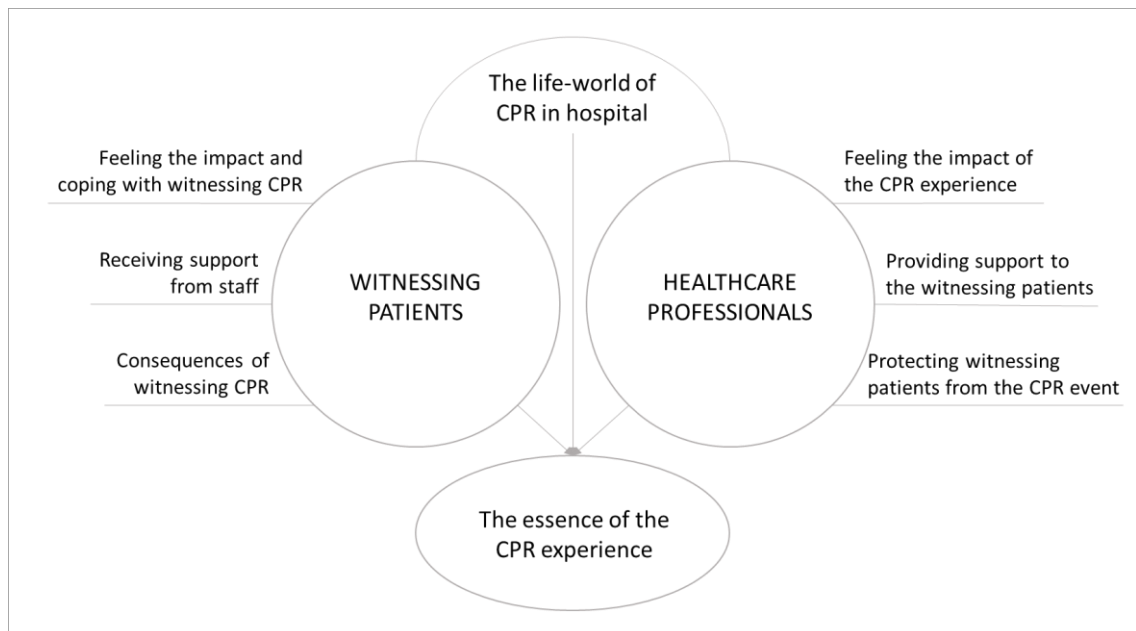 The life-world of
CPR in hospital
Feeling the impact and
coping with witnessing CPR
Receiving support
from staff
Consequences of
witnessing CPR
WITNESSING
PATIENTS
HEALTHCARE
PROFESSIONALS
Feeling the impact of
the CPR experience
Providing support to
the witnessing patients
Protecting witnessing
patients from the CPR event
The essence of the
CPR experience